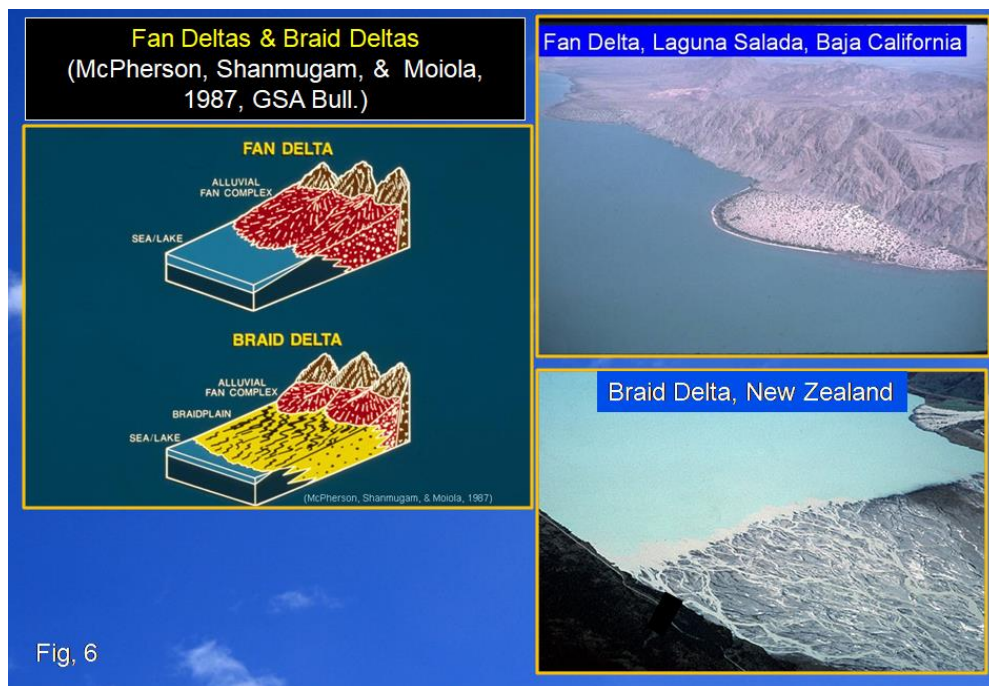 Fan Deltas & Braid Deltas
(McPherson, Shanmugam, & Moiola,
1987, GSA Bull.)
FAN DELTA
ALLUVIAL
FAN COMPLEX
SEA/LAKE
BRAID DELTA
ALLUVIAL
FAN COMPLEX
BRAIDPLAIN
SEA/LAKE
(McPherson, Shanmugam, & Moiola, 1987)
Fan Delta, Laguna Salada, Baja California
Braid Delta, New Zealand
Fig, 6